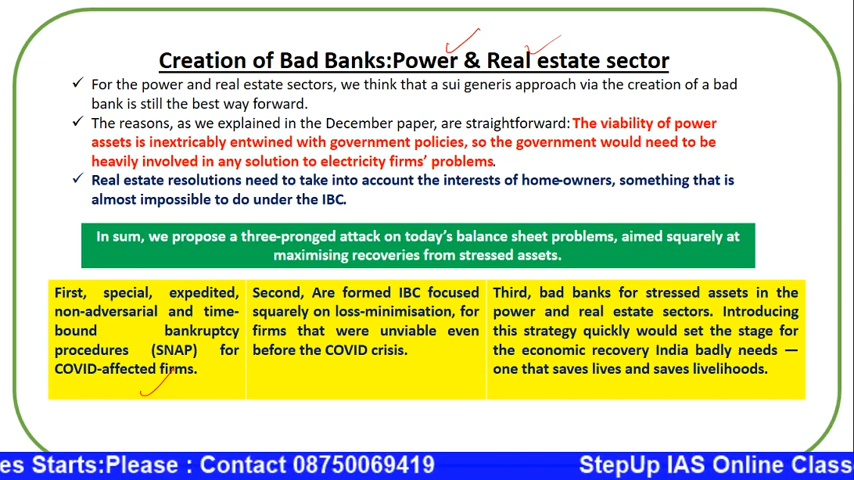 Creation of Bad Banks:Power & Real estate sector
✓ For the power and real estate sectors, we think that a sui generis approach via the creation of a bad
bank is still the best way forward.
✓ The reasons, as we explained in the December paper, are straightforward: The viability of power
assets is inextricably entwined with government policies, so the government would need to be
heavily involved in any solution to electricity firms’ problems.
✓ Real estate resolutions need to take into account the interests of home-owners, something that is
almost impossible to do under the IBC.
In sum, we propose a three-pronged attack on today’s balance sheet problems, aimed squarely at
maximising recoveries from stressed assets.
First, special, expedited,
non-adversarial and time-
bound bankruptcy
procedures (SNAP) for
COVID-affected firms.
Second, Are formed IBC focused
squarely on loss-minimisation, for
firms that were unviable even
before the COVID crisis.
Third, bad banks for stressed assets in the
power and real estate sectors. Introducing
this strategy quickly would set the stage for
the economic recovery India badly needs —
one that saves lives and saves livelihoods.
es Starts:Please : Contact 08750069419 StepUp IAS Online Class